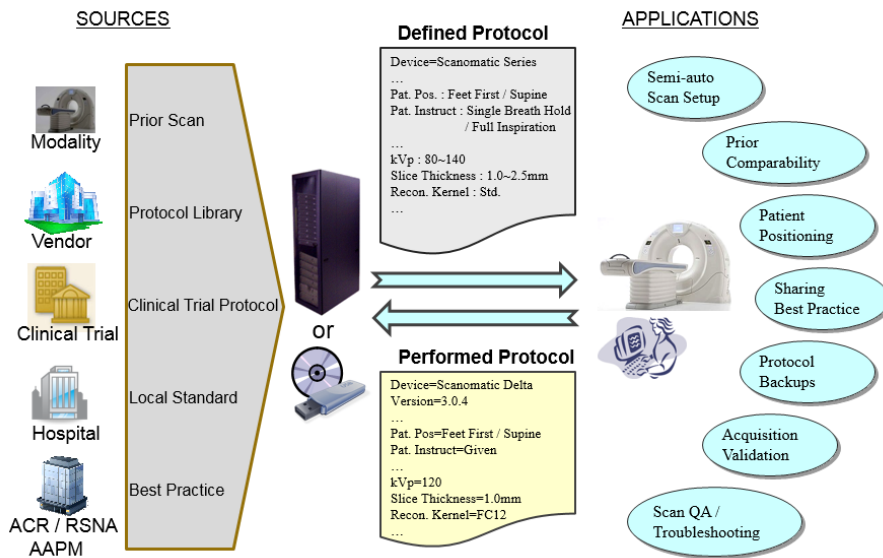 SOURCES
Modality
Vendor
Clinical Trial
Hospital
ACR / RSNA
AAPM
Prior Scan
Protocol Library
Clinical Trial Protocol
Local Standard
Best Practice
or
Defined Protocol
Device=Scanomatic Series
…
Pat. Pos. : Feet First / Supine
Pat. Instruct : Single Breath Hold
/ Full Inspiration
…
kVp : 80~140
Slice Thickness : 1.0~2.5mm
Recon. Kernel : Std.
…
Performed Protocol
Device=Scanomatic Delta
Version=3.0.4
…
Pat. Pos=Feet First / Supine
Pat. Instruct=Given
…
kVp=120
Slice Thickness=1.0mm
Recon. Kernel=FC12
…
APPLICATIONS
Semi-auto
Scan Setup
Prior
Comparability
Patient
Positioning
Sharing
Best Practice
Protocol
Backups
Acquisition
Validation
Scan QA /
Troubleshooting